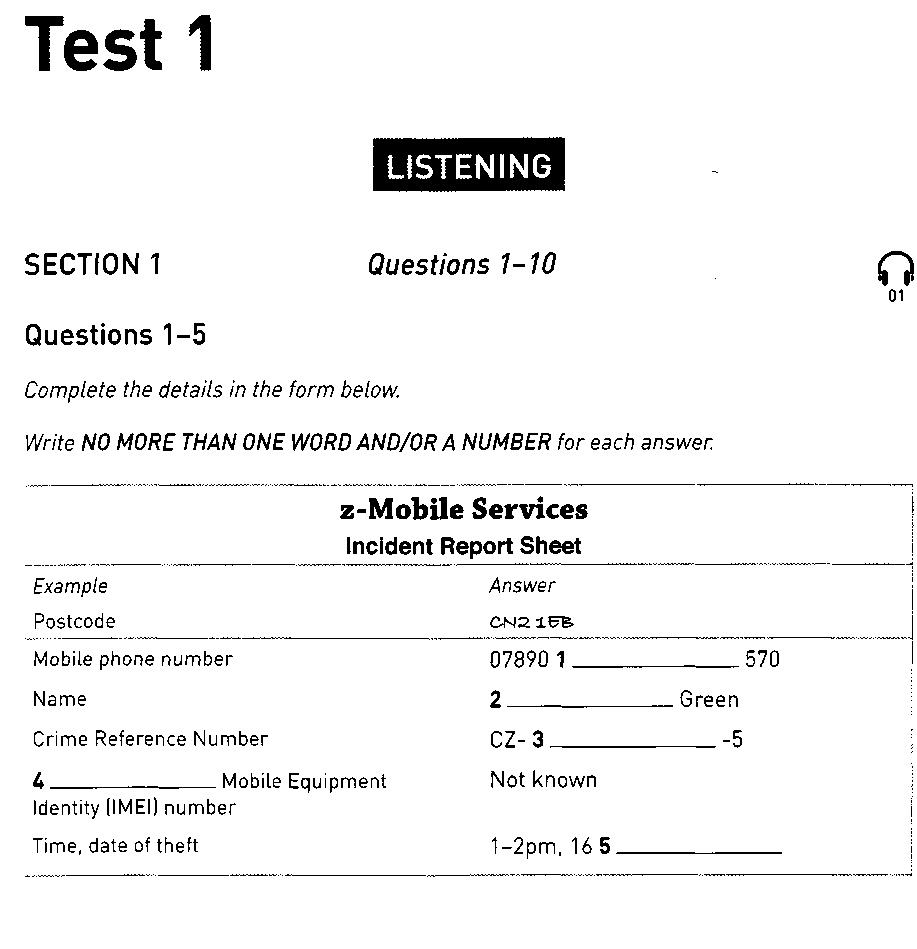 Test 1
LISTENING
SECTION 1 Questions 1–10
01
Questions 1–5
Complete the details in the form below.
Write NO MORE THAN ONE WORD AND/OR A NUMBER for each answer.
z-Mobile Services
Incident Report Sheet
Example Answer
Postcode CN2 1EB
Mobile phone number 07890 1 ____________ 570
Name 2 ____________ Green
Crime Reference Number CZ- 3 ____________ -5
4 ____________ Mobile Equipment Not known
Identity (IMEI) number
Time, date of theft 1–2pm, 16 5 ____________